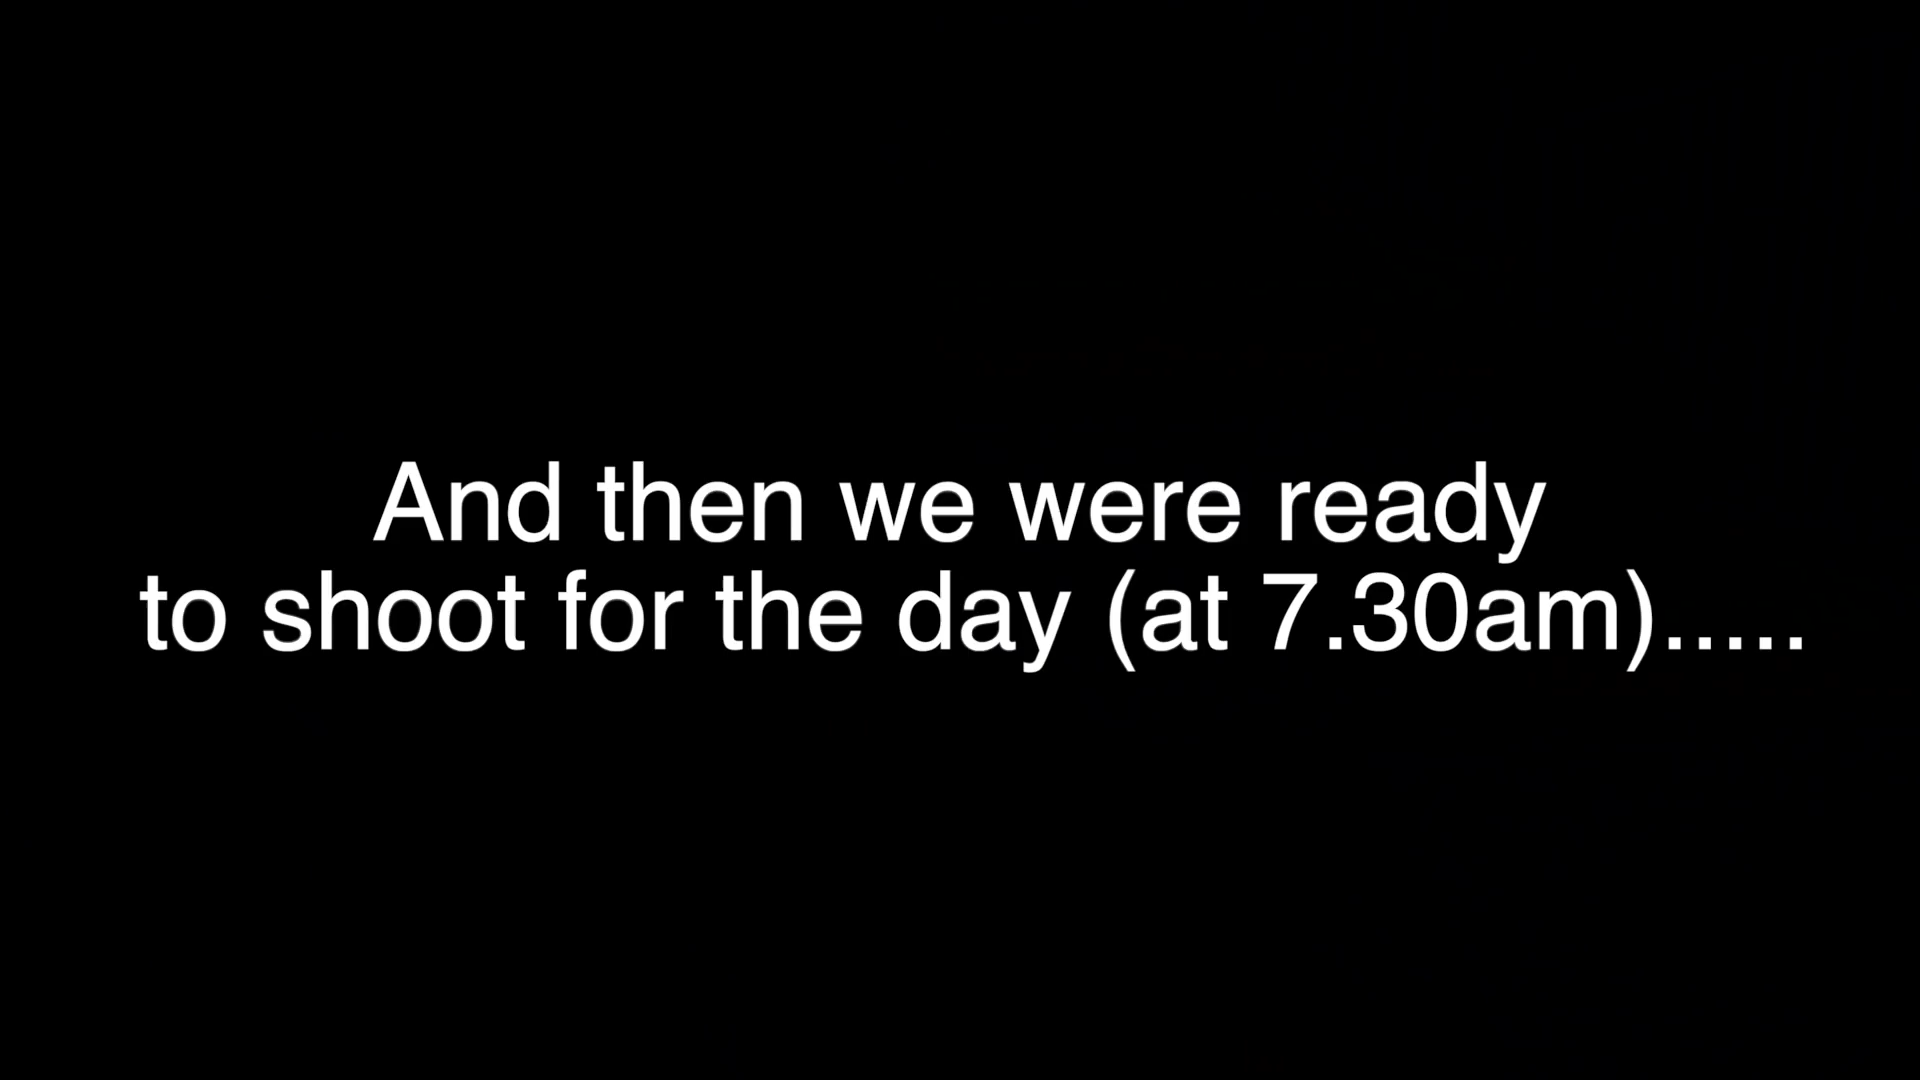 And then we were ready
to shoot for the day (at 7.30am).....